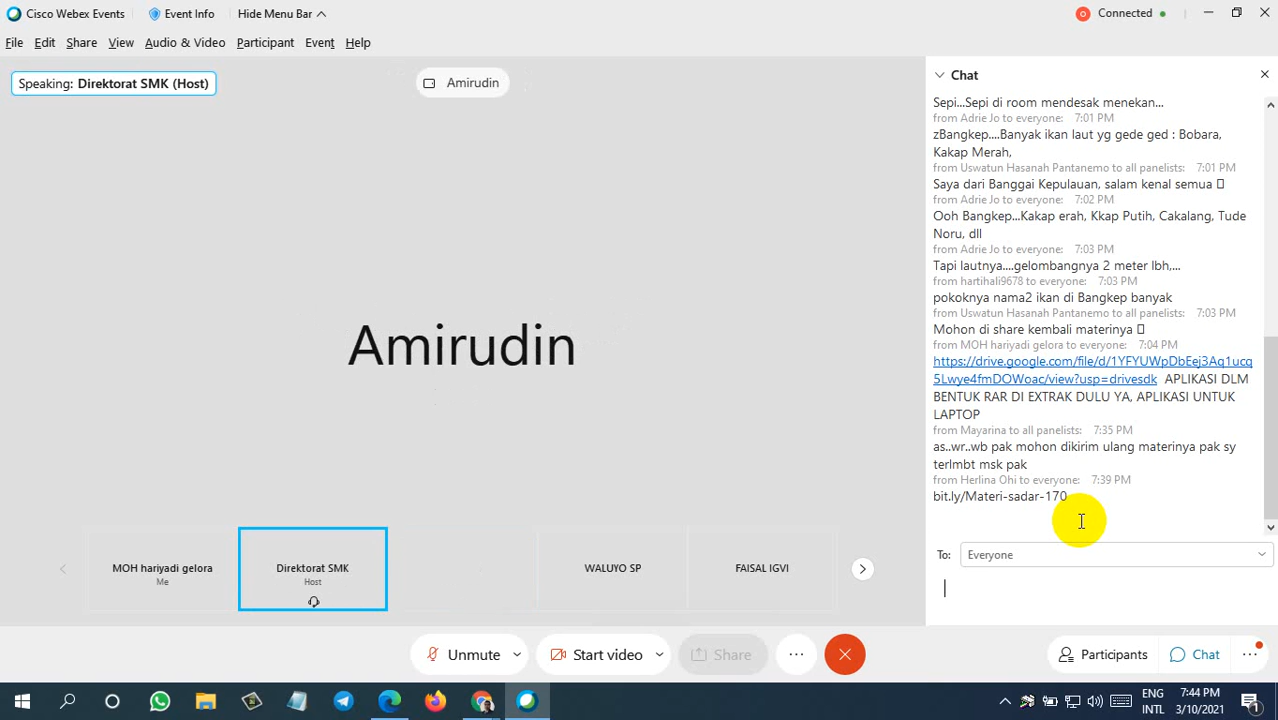 Cisco Webex Events
Event Info
Hide Menu Bar
Connected
File Edit Share View Audio & Video Participant Event Help
Speaking: Direktorat SMK (Host)
Amirudin
Amirudin
MOH hariyadi gelora
Me
Direktorat SMK
Host
WALUYO SP
FAISAL IGVI
Chat
Sepi...Sepi di room mendesak menekan...
from Adrie Jo to everyone: 7:01 PM
zBangkep....Banyak ikan laut yg gede ged : Bobara,
Kakap Merah,
from Uswatun Hasanah Pantanemo to all panelists: 7:01 PM
Saya dari Banggai Kepulauan, salam kenal semua
from Adrie Jo to everyone: 7:02 PM
Ooh Bangkep...Kakap erah, Kkap Putih, Cakalang, Tude
Noru, dll
from Adrie Jo to everyone: 7:03 PM
Tapi lautnya....gelombangnya 2 meter lbh,...
from hartihali9678 to everyone: 7:03 PM
pokoknya nama2 ikan di Bangkep banyak
from Uswatun Hasanah Pantanemo to all panelists: 7:03 PM
Mohon di share kembali materinya
from MOH hariyadi gelora to everyone: 7:04 PM
https://drive.google.com/file/d/1YFYUWpDbEej3Aq1ucq
5Lwye4fmDOWoac/view?usp=drivesdk APLIKASI DLM
BENTUK RAR DI EXTRAK DULU YA, APLIKASI UNTUK
LAPTOP
from Mayarina to all panelists: 7:35 PM
as..wr..wb pak mohon dikirim ulang materinya pak sy
terlmbt msk pak
from Herlina Ohi to everyone: 7:39 PM
bit.ly/Materi-sadar-170
To: Everyone
Unmute
Start video
Share
Participants
Chat
ENG
INTL
7:44 PM
3/10/2021
1